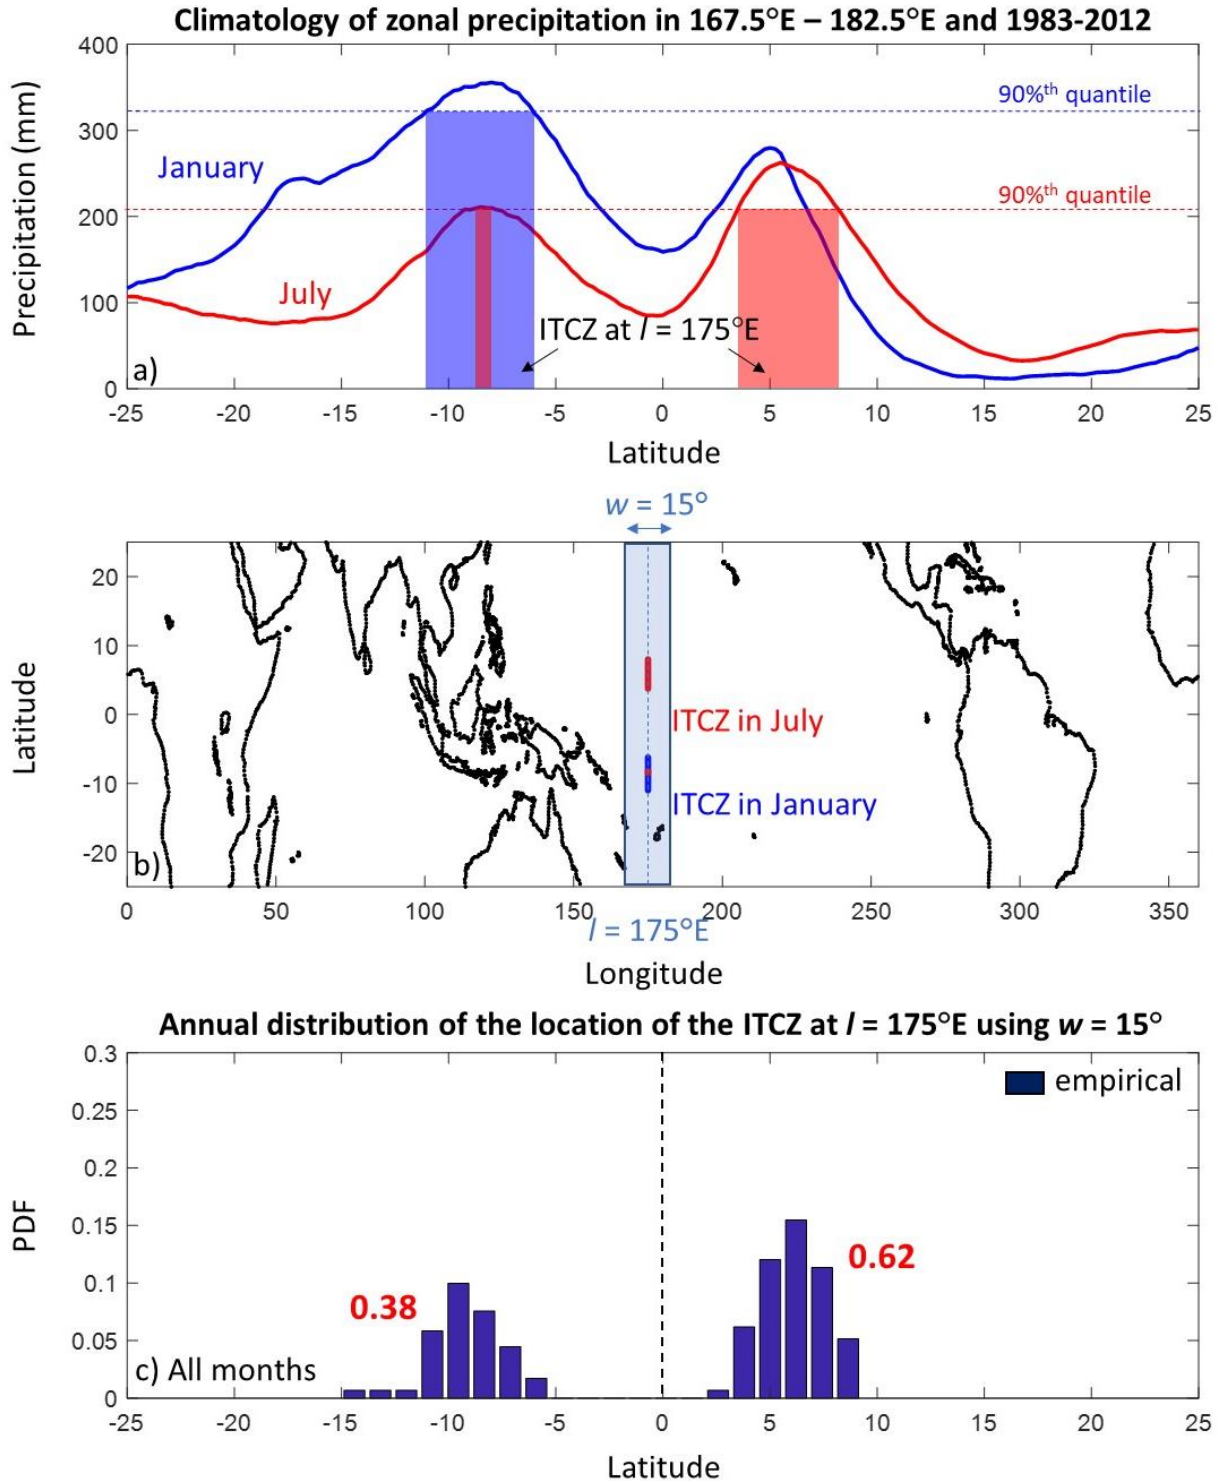 Climatology of zonal precipitation in 167.5°E – 182.5°E and 1983-2012
400
300
200
100
0
Precipitation (mm)
90%th quantile
January
90%th quantile
July
ITCZ at l = 175°E
a)
-25 -20 -15 -10 -5 0 5 10 15 20 25
Latitude
w = 15°
20
10
0
-10
-20
Latitude
ITCZ in July
ITCZ in January
b)
0 50 100 150 200 250 300 350
l = 175°E
Longitude
Annual distribution of the location of the ITCZ at l = 175°E using w = 15°
0.3
0.25
0.2
0.15
0.1
0.05
0
PDF
empirical
0.62
0.38
c) All months
-25 -20 -15 -10 -5 0 5 10 15 20 25
Latitude